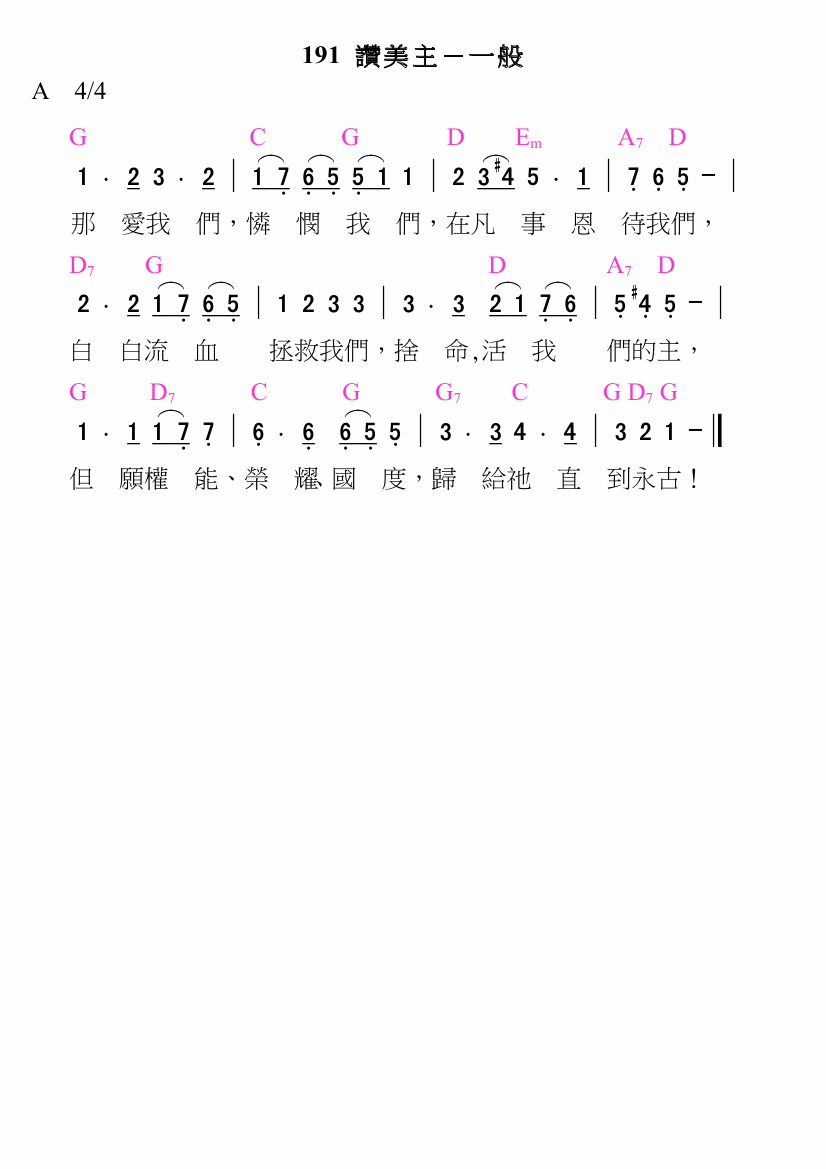 191 讚美主－一般
A 4/4
G C G D Em A7 D
1 . 2 3 . 2 | 1 7 6 5 5 1 1 | 2 3 #4 5 . 1 | 7 6 5 - |
那 愛我 們，憐 憫 我 們，在凡 事 恩 待我們，
D7 G D A7 D
2 . 2 1 7 6 5 | 1 2 3 3 | 3 . 3 2 1 7 6 | 5 #4 5 - |
白 白流 血 拯救我們，捨 命,活 我 們的主，
G D7 C G G7 C G D7 G
1 . 1 1 7 7 | 6 . 6 6 5 5 | 3 . 3 4 . 4 | 3 2 1 - ||
但 願權 能、榮 耀、國 度，歸 給祂 直 到永古！